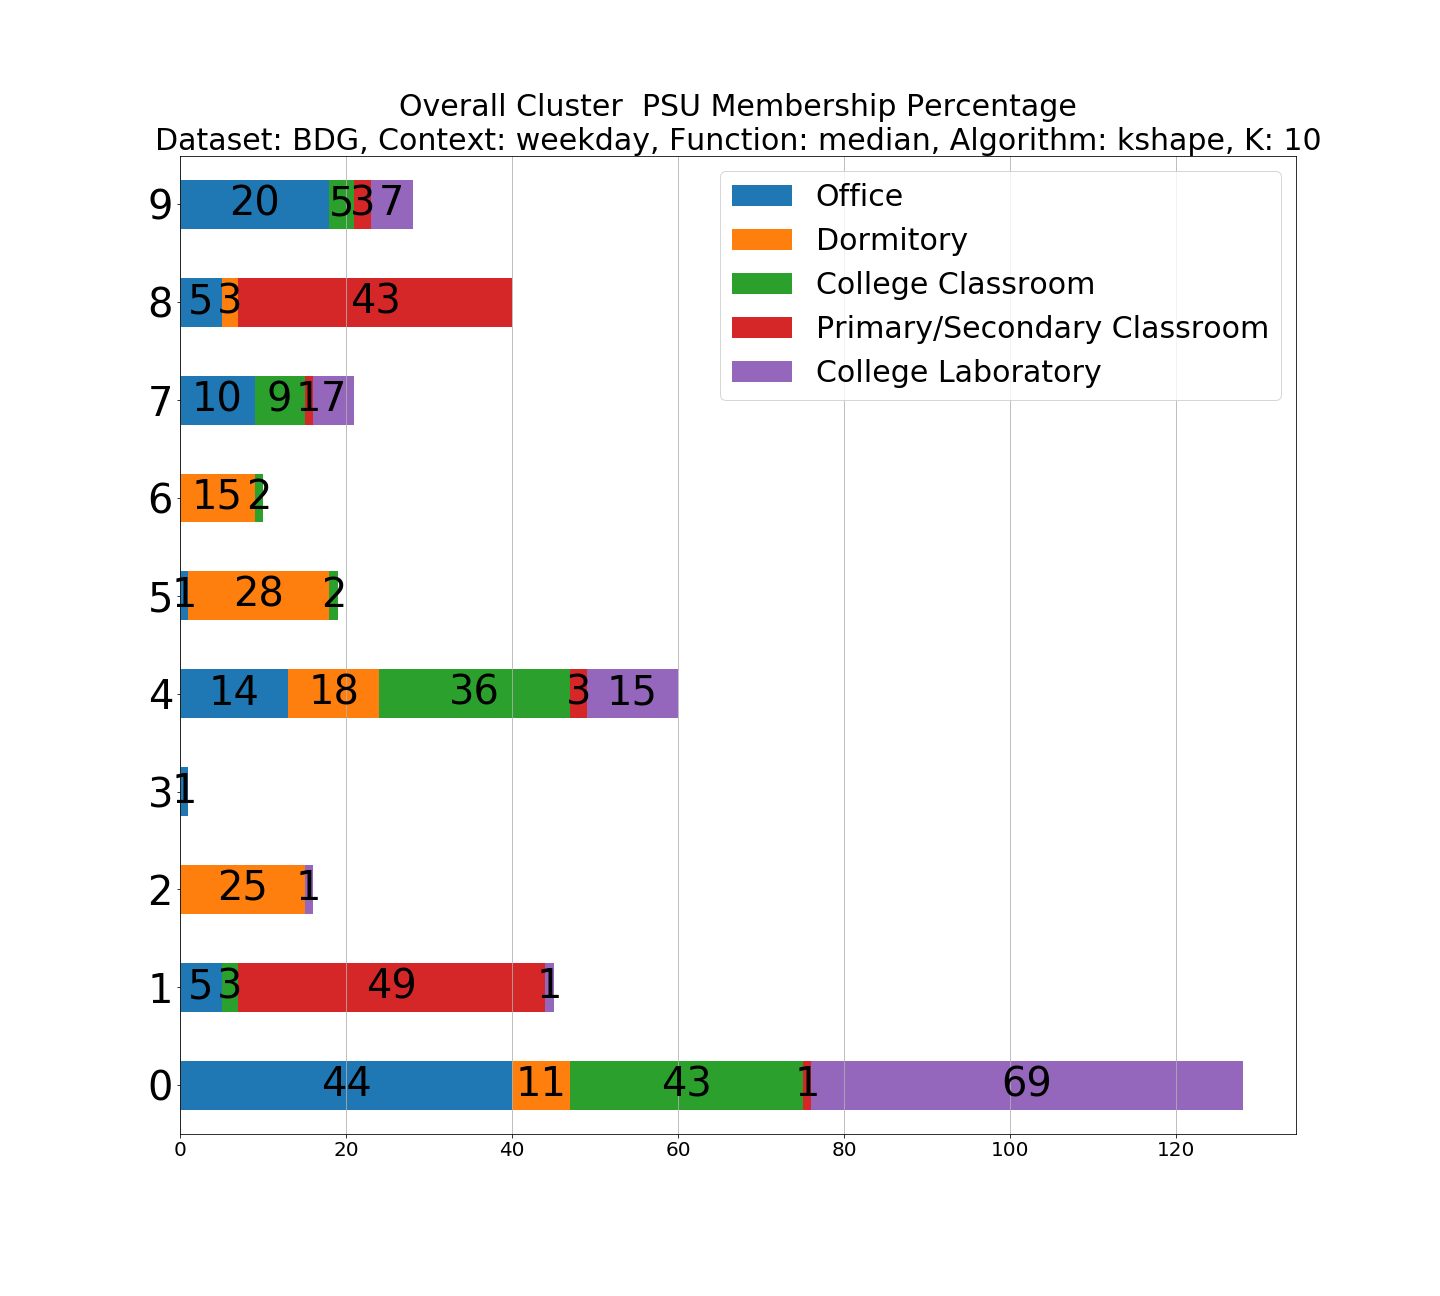 Overall Cluster  PSU Membership Percentage
Dataset: BDG, Context: weekday, Function: median, Algorithm: kshape, K: 10
Office
Dormitory
College Classroom
Primary/Secondary Classroom
College Laboratory
9 20 5 3 7
8 5 3 43
7 10 9 1 7
6 15 2
5 1 28 2
4 14 18 36 3 15
3 1
2 25 1
1 5 3 49 1
0 44 11 43 1 69
0 20 40 60 80 100 120